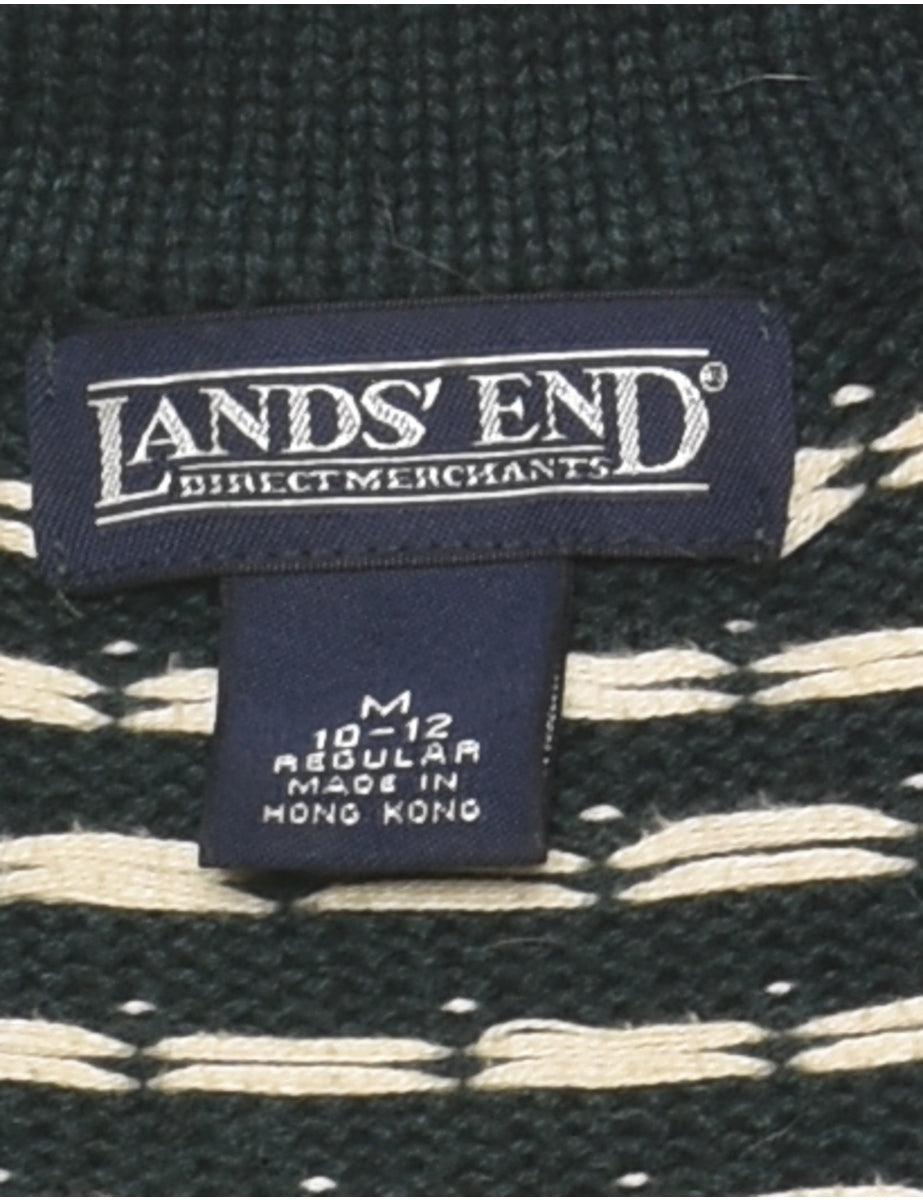 LANDS' END®
DIRECT MERCHANTS
M
10-12
REGULAR
MADE IN
HONG KONG